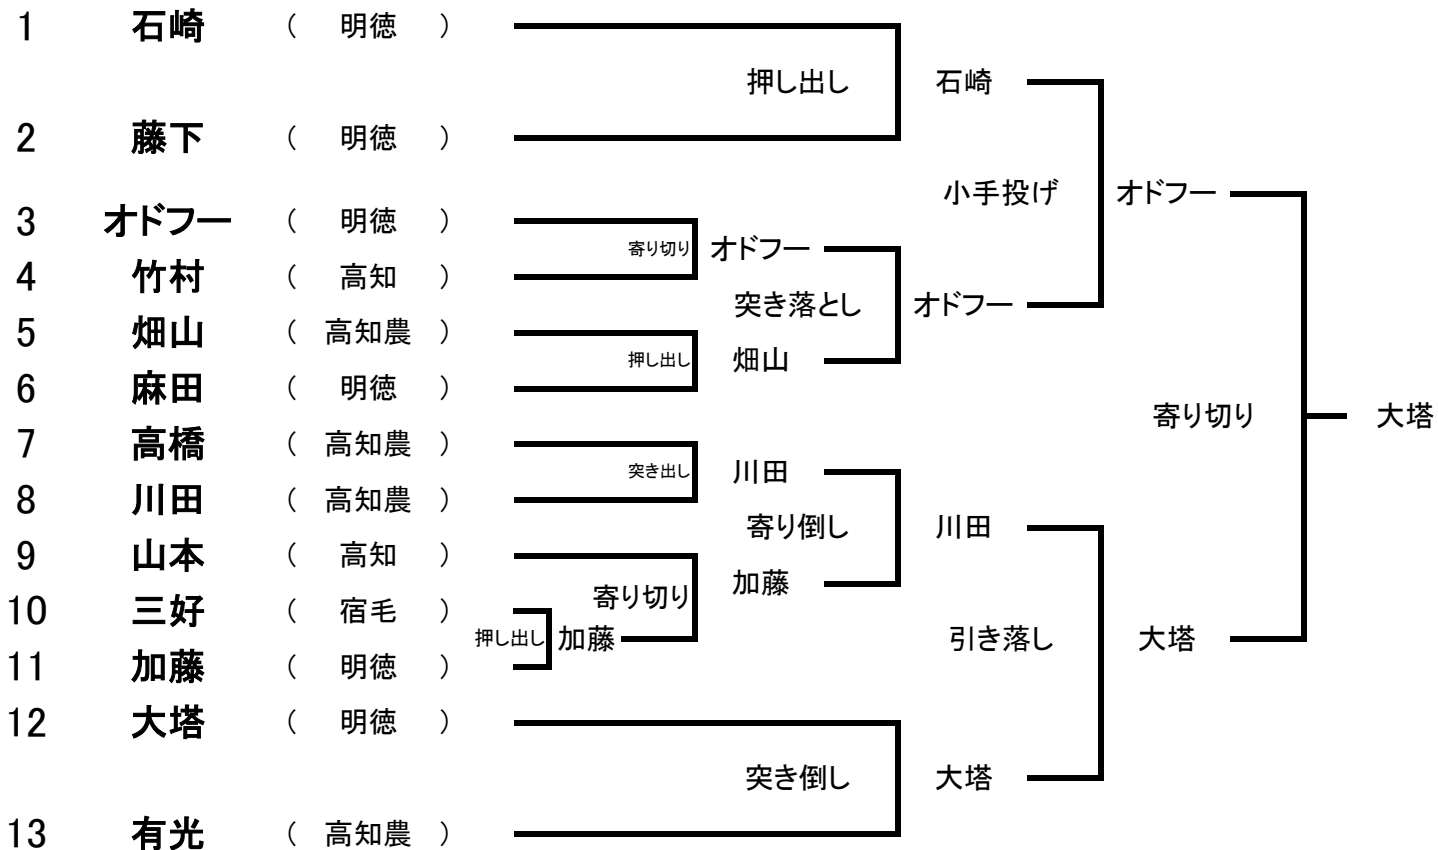 1 石崎 （ 明徳 ）
押し出し 石崎
2 藤下 （ 明徳 ）
小手投げ オドフー
3 オドフー （ 明徳 ）
寄り切り オドフー
4 竹村 （ 高知 ）
突き落とし オドフー
5 畑山 （ 高知農 ）
押し出し 畑山
6 麻田 （ 明徳 ）
寄り切り 大塔
7 高橋 （ 高知農 ）
突き出し 川田
8 川田 （ 高知農 ）
寄り倒し 川田
9 山本 （ 高知 ）
寄り切り 加藤
10 三好 （ 宿毛 ）
押し出し 加藤 引き落し 大塔
11 加藤 （ 明徳 ）
12 大塔 （ 明徳 ）
突き倒し 大塔
13 有光 （ 高知農 ）